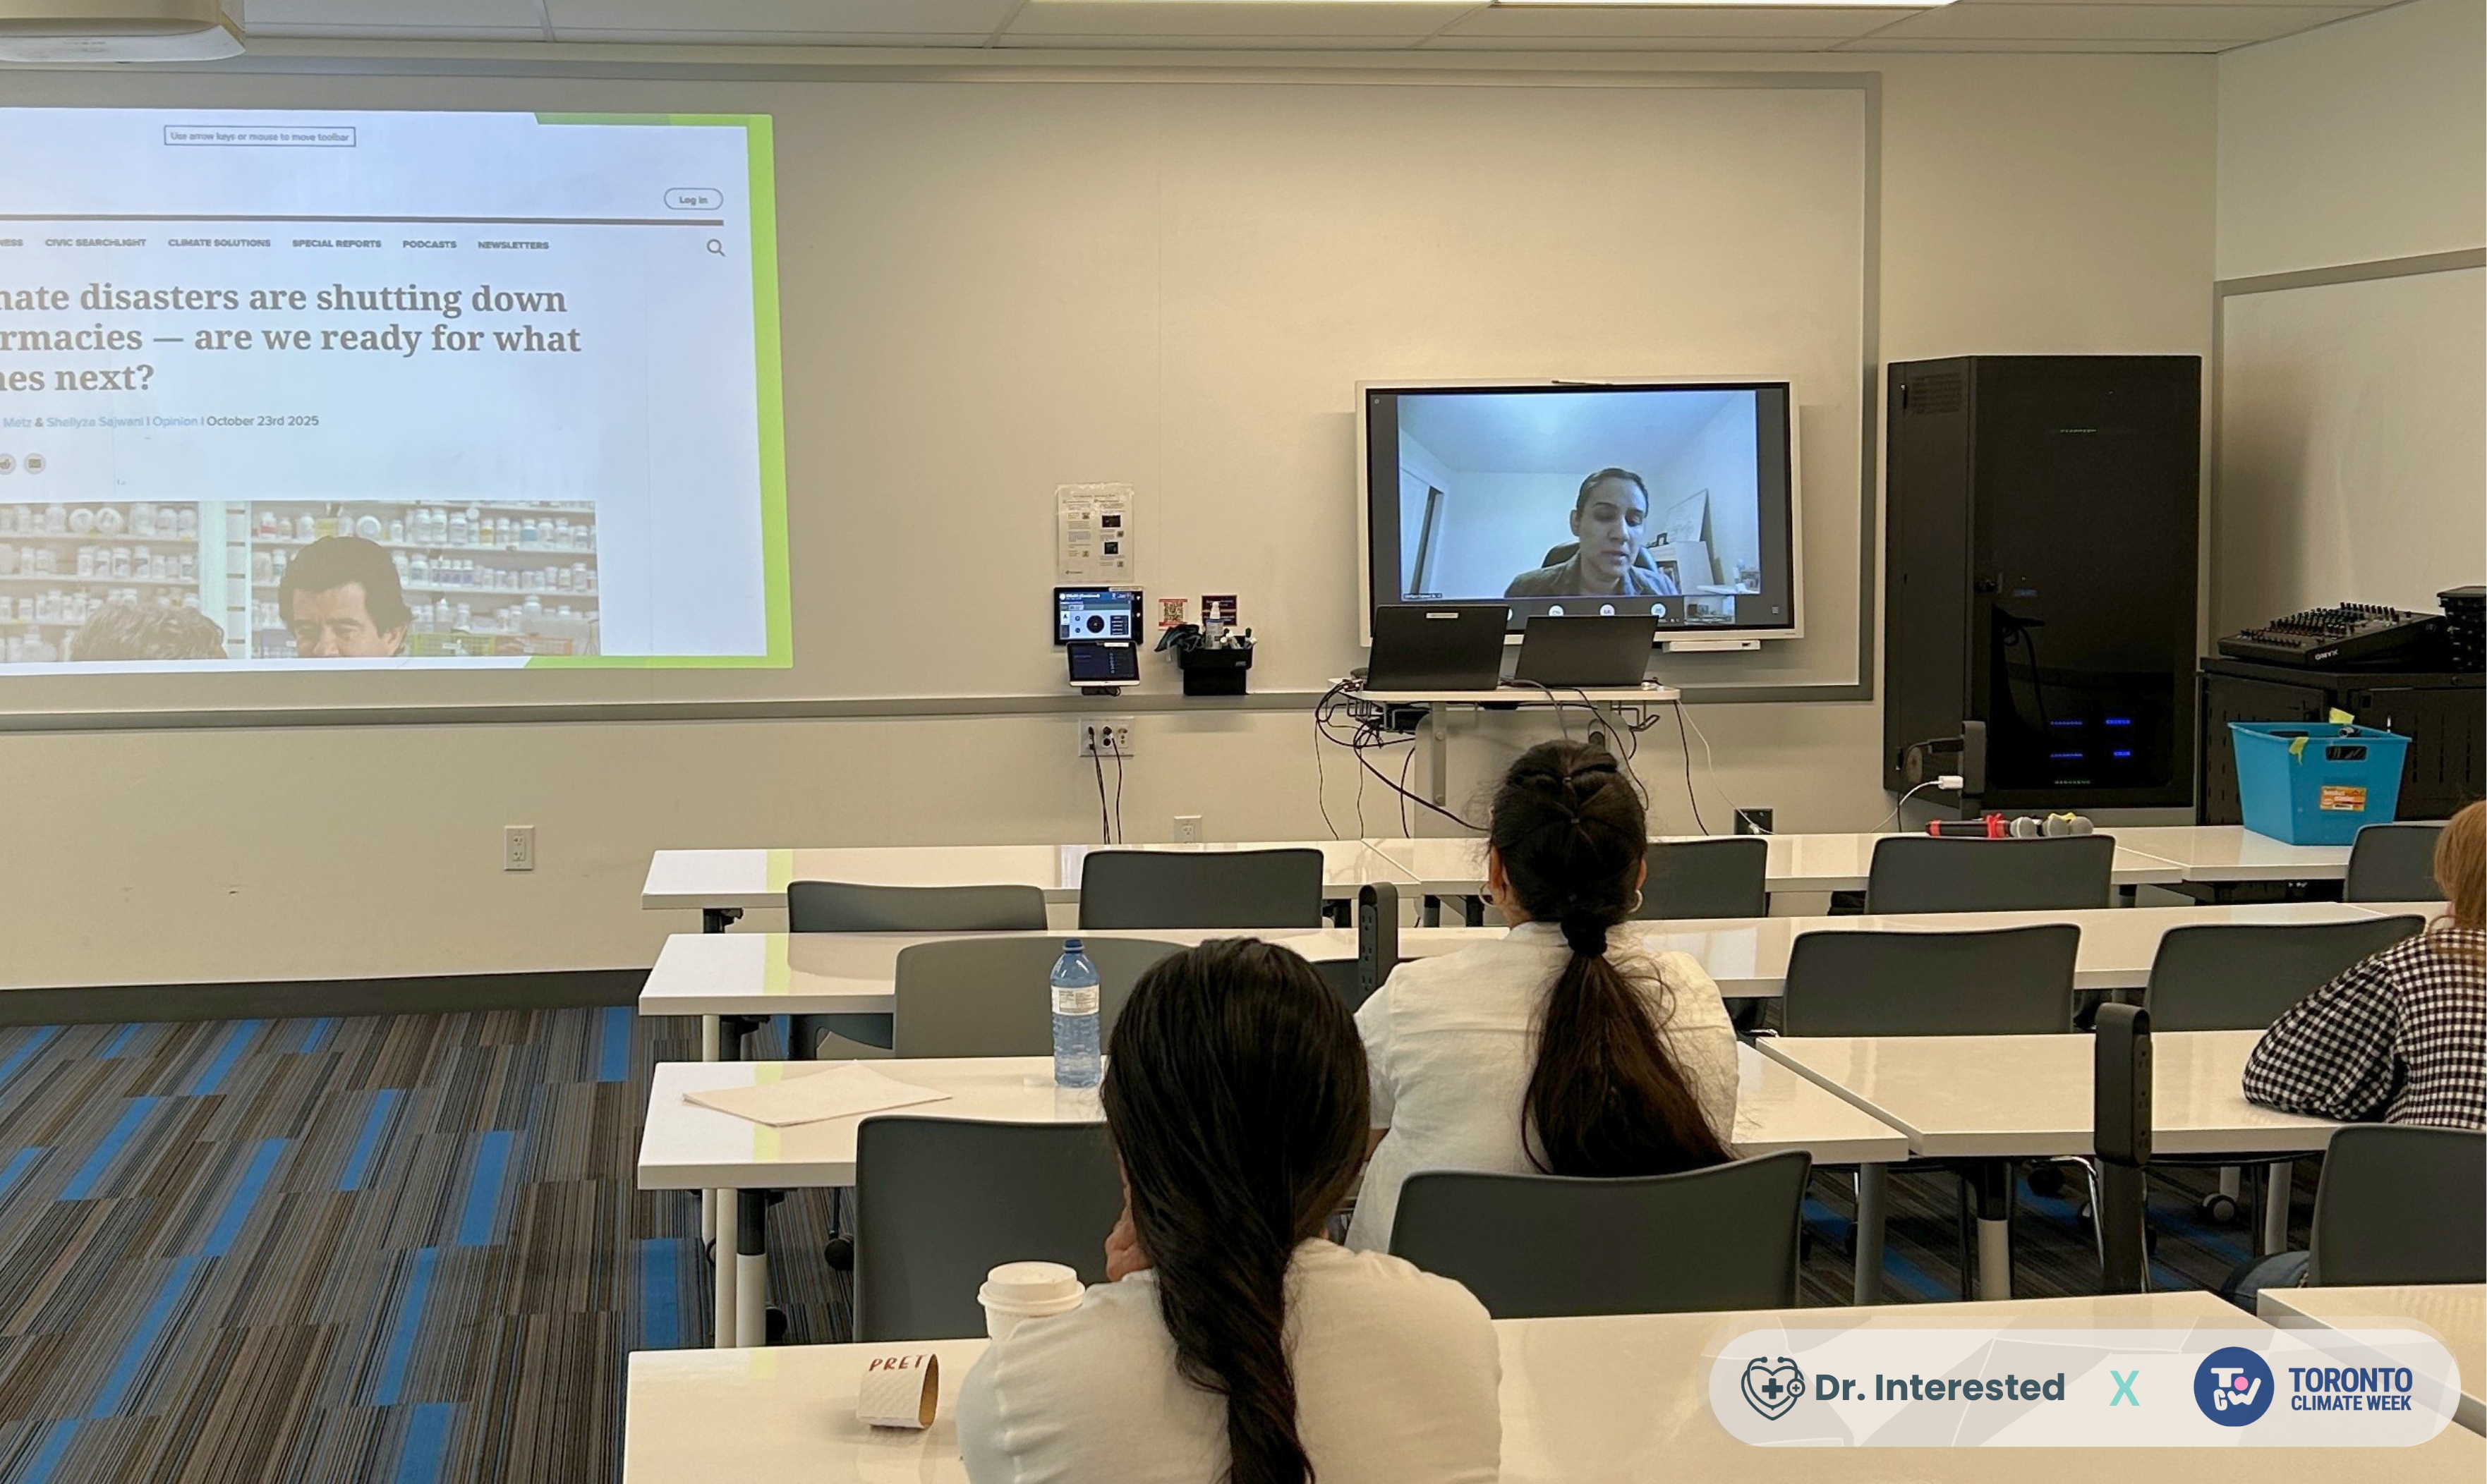 Use arrow keys or mouse to move toolbar
Log in
NESS CIVIC SEARCHLIGHT CLIMATE SOLUTIONS SPECIAL REPORTS PODCASTS NEWSLETTERS
nate disasters are shutting down
rmacies — are we ready for what
nes next?
Metz & Shellyza Sajwani | Opinion | October 23rd 2025
ONYX
PRET
Dr. Interested X TORONTO
CLIMATE WEEK